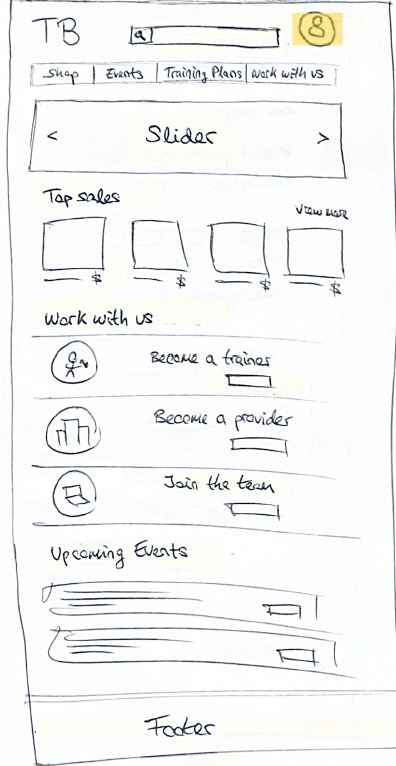 TB
Shop | Events | Training Plans | Work with us
< Slider >
Top sales
View more
$ $ $ $
Work with us
Become a trainer
Become a provider
Join the team
Upcoming Events
Footer